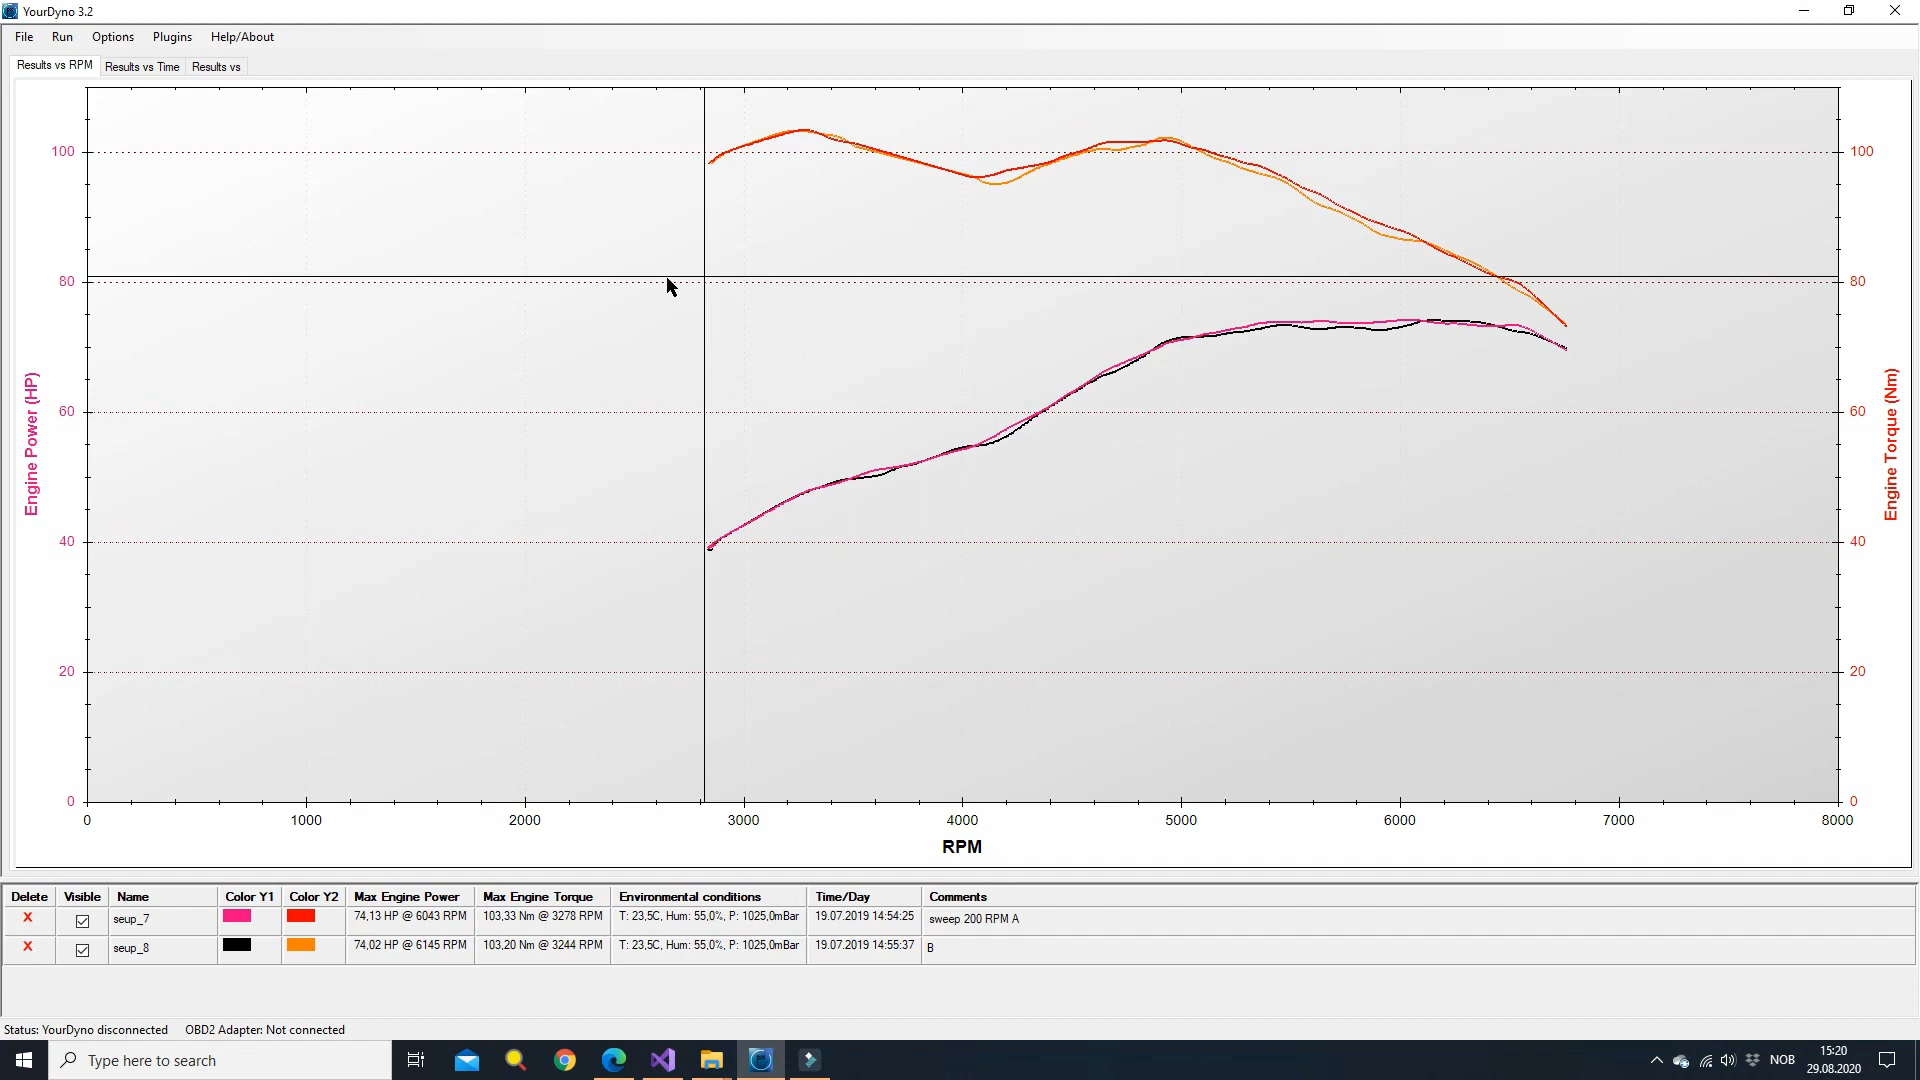 YourDyno 3.2
File Run Options Plugins Help/About
Results vs RPM Results vs Time Results vs
100 100
80 80
60 60
40 40
20 20
0 0
Engine Power (HP)
Engine Torque (Nm)
0 1000 2000 3000 4000 5000 6000 7000 8000
RPM
Delete Visible Name Color Y1 Color Y2 Max Engine Power Max Engine Torque Environmental conditions Time/Day Comments
X seup_7 74,13 HP @ 6043 RPM 103,33 Nm @ 3278 RPM T: 23,5C, Hum: 55,0%, P: 1025,0mBar 19.07.2019 14:54:25 sweep 200 RPM A
X seup_8 74,02 HP @ 6145 RPM 103,20 Nm @ 3244 RPM T: 23,5C, Hum: 55,0%, P: 1025,0mBar 19.07.2019 14:55:37 B
Status: YourDyno disconnected OBD2 Adapter: Not connected
Type here to search
NOB
15:20
29.08.2020